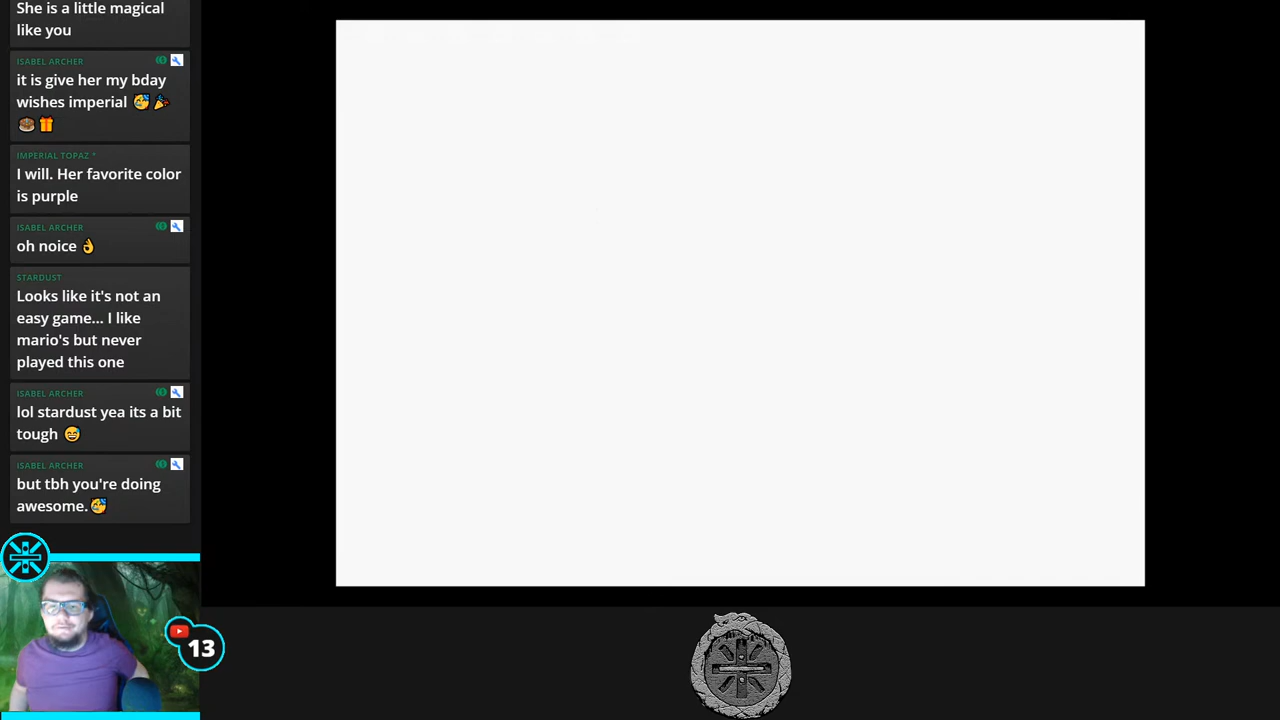 She is a little magical
like you
ISABEL ARCHER
it is give her my bday
wishes imperial 🥳 🎉
🎂 🎁
IMPERIAL TOPAZ *
I will. Her favorite color
is purple
ISABEL ARCHER
oh noice 👌
STARDUST
Looks like it's not an
easy game... I like
mario's but never
played this one
ISABEL ARCHER
lol stardust yea its a bit
tough 😅
ISABEL ARCHER
but tbh you're doing
awesome. 🥳
13